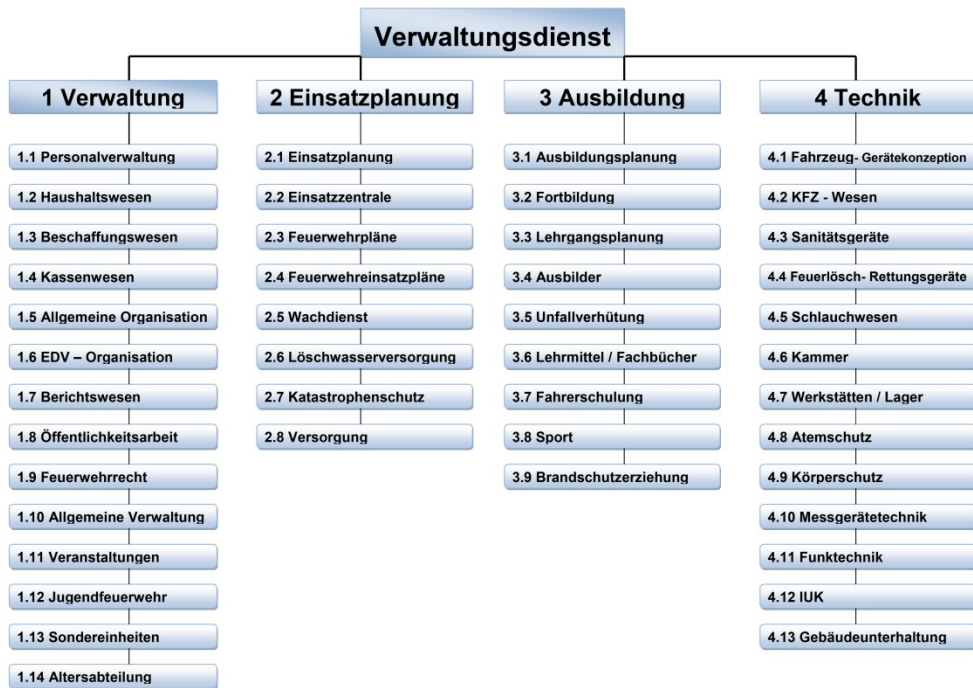 Verwaltungsdienst
1 Verwaltung
1.1 Personalverwaltung
1.2 Haushaltswesen
1.3 Beschaffungswesen
1.4 Kassenwesen
1.5 Allgemeine Organisation
1.6 EDV – Organisation
1.7 Berichtswesen
1.8 Öffentlichkeitsarbeit
1.9 Feuerwehrrecht
1.10 Allgemeine Verwaltung
1.11 Veranstaltungen
1.12 Jugendfeuerwehr
1.13 Sondereinheiten
1.14 Altersabteilung
2 Einsatzplanung
2.1 Einsatzplanung
2.2 Einsatzzentrale
2.3 Feuerwehrpläne
2.4 Feuerwehreinsatzpläne
2.5 Wachdienst
2.6 Löschwasserversorgung
2.7 Katastrophenschutz
2.8 Versorgung
3 Ausbildung
3.1 Ausbildungsplanung
3.2 Fortbildung
3.3 Lehrgangsplanung
3.4 Ausbilder
3.5 Unfallverhütung
3.6 Lehrmittel / Fachbücher
3.7 Fahrerschulung
3.8 Sport
3.9 Brandschutzerziehung
4 Technik
4.1 Fahrzeug- Gerätekonzeption
4.2 KFZ - Wesen
4.3 Sanitätsgeräte
4.4 Feuerlösch- Rettungsgeräte
4.5 Schlauchwesen
4.6 Kammer
4.7 Werkstätten / Lager
4.8 Atemschutz
4.9 Körperschutz
4.10 Messgerätetechnik
4.11 Funktechnik
4.12 IUK
4.13 Gebäudeunterhaltung